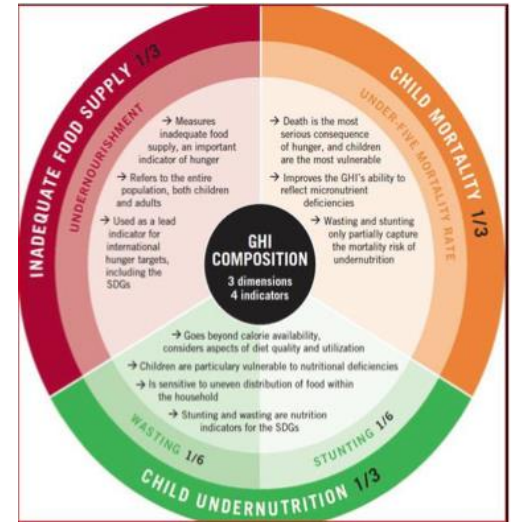 INADEQUATE FOOD SUPPLY 1/3
UNDERNOURISHMENT
→ Measures
inadequate food
supply, an important
indicator of hunger
→ Refers to the entire
population, both children
and adults
→ Used as a lead
indicator for
international
hunger targets,
including the
SDGs
CHILD MORTALITY 1/3
UNDER-FIVE MORTALITY RATE
→ Death is the most
serious consequence
of hunger, and children
are the most vulnerable
→ Improves the GHI's ability to
reflect micronutrient
deficiencies
→ Wasting and stunting
only partially capture
the mortality risk of
undernutrition
GHI
COMPOSITION
3 dimensions
4 indicators
→ Goes beyond calorie availability,
considers aspects of diet quality and utilization
→ Children are particulary vulnerable to nutritional deficiencies
→ Is sensitive to uneven distribution of food within
the household
→ Stunting and wasting are nutrition
indicators for the SDGs
WASTING 1/6
STUNTING 1/6
CHILD UNDERNUTRITION 1/3